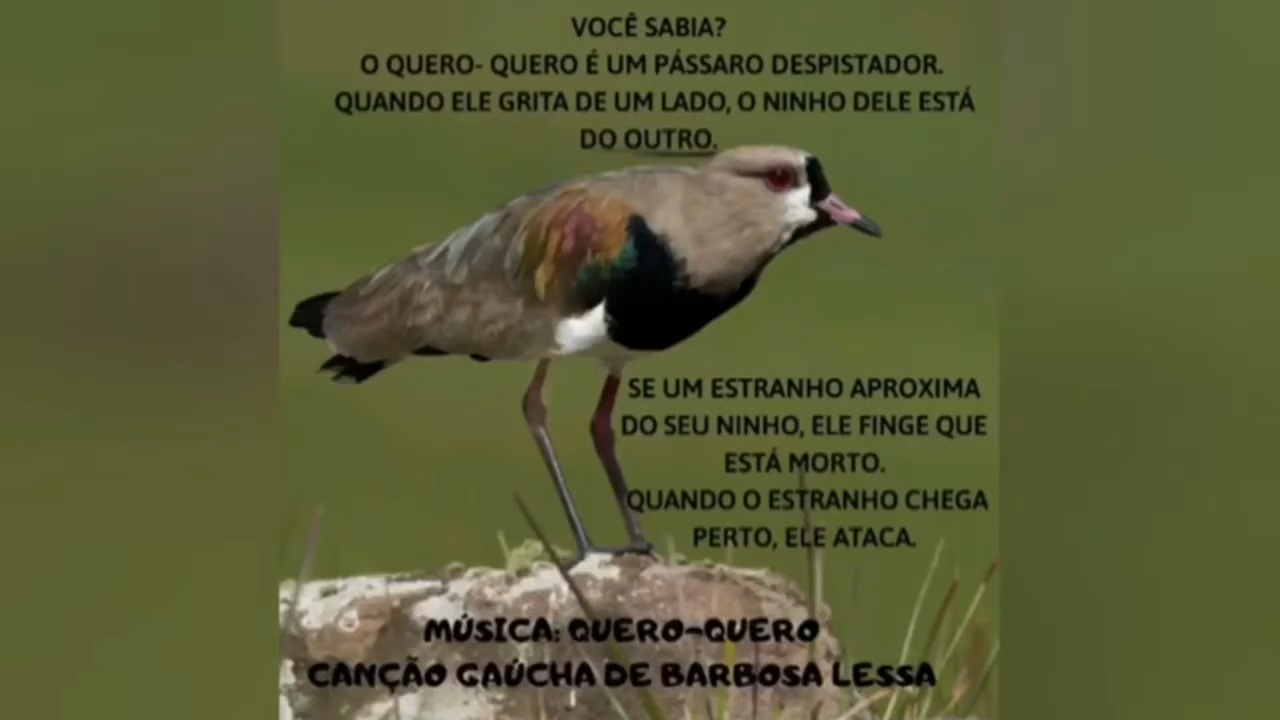 VOCÊ SABIA?
O QUERO- QUERO É UM PÁSSARO DESPISTADOR.
QUANDO ELE GRITA DE UM LADO, O NINHO DELE ESTÁ
DO OUTRO.
SE UM ESTRANHO APROXIMA
DO SEU NINHO, ELE FINGE QUE
ESTÁ MORTO.
QUANDO O ESTRANHO CHEGA
PERTO, ELE ATACA.
MÚSICA: QUERO-QUERO
CANÇÃO GAÚCHA DE BARBOSA LESSA